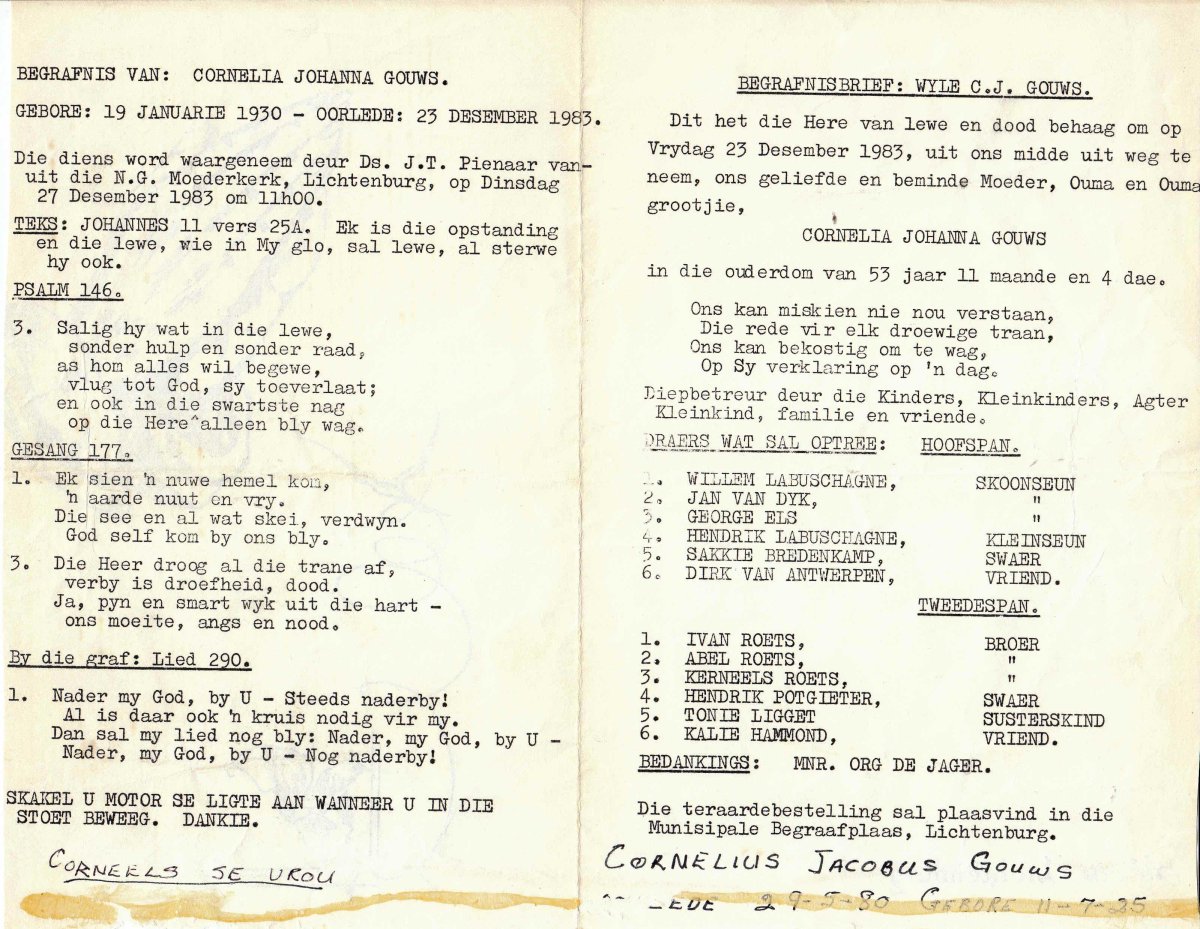 BEGRAFNIS VAN: CORNELIA JOHANNA GOUWS.
GEBORE: 19 JANUARIE 1930 - OORLEDE: 23 DESEMBER 1983.
Die diens word waargeneem deur Ds. J.T. Pienaar van-
uit die N.G. Moederkerk, Lichtenburg, op Dinsdag
27 Desember 1983 om 11h00.
TEKS: JOHANNES 11 vers 25A. Ek is die opstanding
en die lewe, wie in My glo, sal lewe, al sterwe
hy ook.
PSALM 146.
3. Salig hy wat in die lewe,
sonder hulp en sonder raad,
as hom alles wil begewe,
vlug tot God, sy toeverlaat;
en ook in die swartste nag
op die Here^alleen bly wag.
GESANG 177.
1. Ek sien 'n nuwe hemel kom,
'n aarde nuut en vry.
Die see en al wat skei, verdwyn.
God self kom by ons bly.
3. Die Heer droog al die trane af,
verby is droefheid, dood.
Ja, pyn en smart wyk uit die hart -
ons moeite, angs en nood.
By die graf: Lied 290.
1. Nader my God, by U - Steeds naderby!
Al is daar ook 'n kruis nodig vir my.
Dan sal my lied nog bly: Nader, my God, by U -
Nader, my God, by U - Nog naderby!
SKAKEL U MOTOR SE LIGTE AAN WANNEER U IN DIE
STOET BEWEEG. DANKIE.
CORNEELS SE VROU
BEGRAFNISBRIEF: WYLE C.J. GOUWS.
Dit het die Here van lewe en dood behaag om op
Vrydag 23 Desember 1983, uit ons midde uit weg te
neem, ons geliefde en beminde Moeder, Ouma en Ouma
grootjie,
CORNELIA JOHANNA GOUWS
in die ouderdom van 53 jaar 11 maande en 4 dae.
Ons kan miskien nie nou verstaan,
Die rede vir elk droewige traan,
Ons kan bekostig om te wag,
Op Sy verklaring op 'n dag.
Diepbetreur deur die Kinders, Kleinkinders, Agter
Kleinkind, familie en vriende.
DRAERS WAT SAL OPTREE: HOOFSPAN.
1. WILLEM LABUSCHAGNE, SKOONSEUN
2. JAN VAN DYK, "
3. GEORGE ELS "
4. HENDRIK LABUSCHAGNE, KLEINSEUN
5. SAKKIE BREDENKAMP, SWAER
6. DIRK VAN ANTWERPEN, VRIEND.
TWEEDESPAN.
1. IVAN ROETS, BROER
2. ABEL ROETS, "
3. KERNEELS ROETS, "
4. HENDRIK POTGIETER, SWAER
5. TONIE LIGGET SUSTERSKIND
6. KALIE HAMMOND, VRIEND.
BEDANKINGS: MNR. ORG DE JAGER.
Die teraardebestelling sal plaasvind in die
Munisipale Begraafplaas, Lichtenburg.
CORNELIUS JACOBUS GOUWS
29-5-80 GEBORE 11-7-25